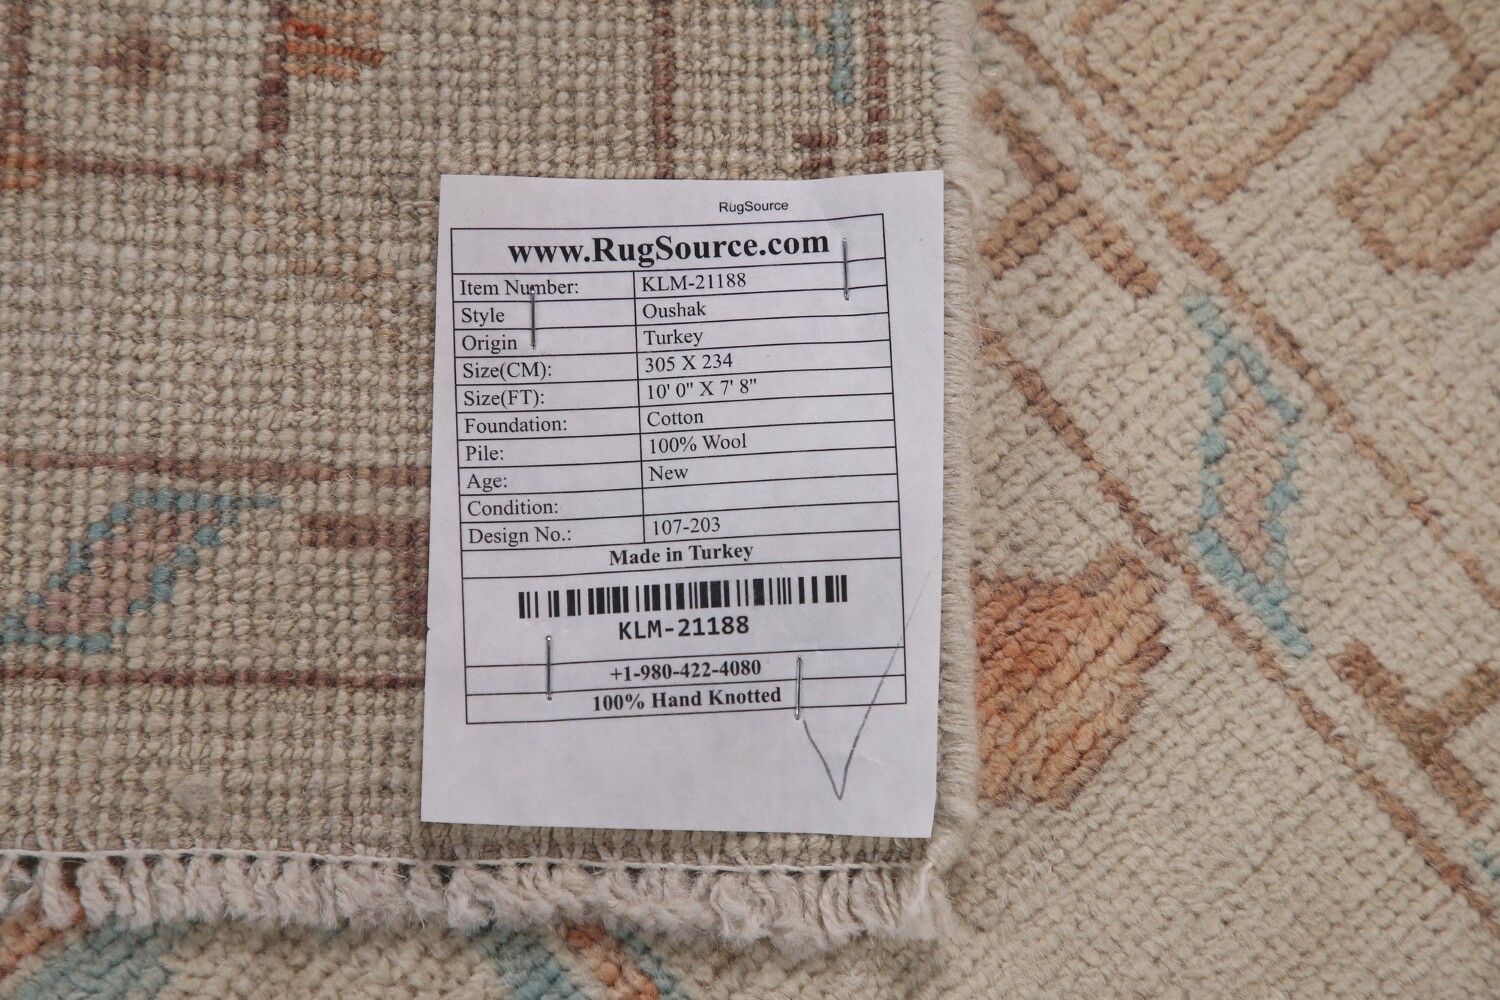 RugSource
www.RugSource.com
Item Number: KLM-21188
Style Oushak
Origin Turkey
Size(CM): 305 X 234
Size(FT): 10' 0" X 7' 8"
Foundation: Cotton
Pile: 100% Wool
Age: New
Condition:
Design No.: 107-203
Made in Turkey
KLM-21188
+1-980-422-4080
100% Hand Knotted